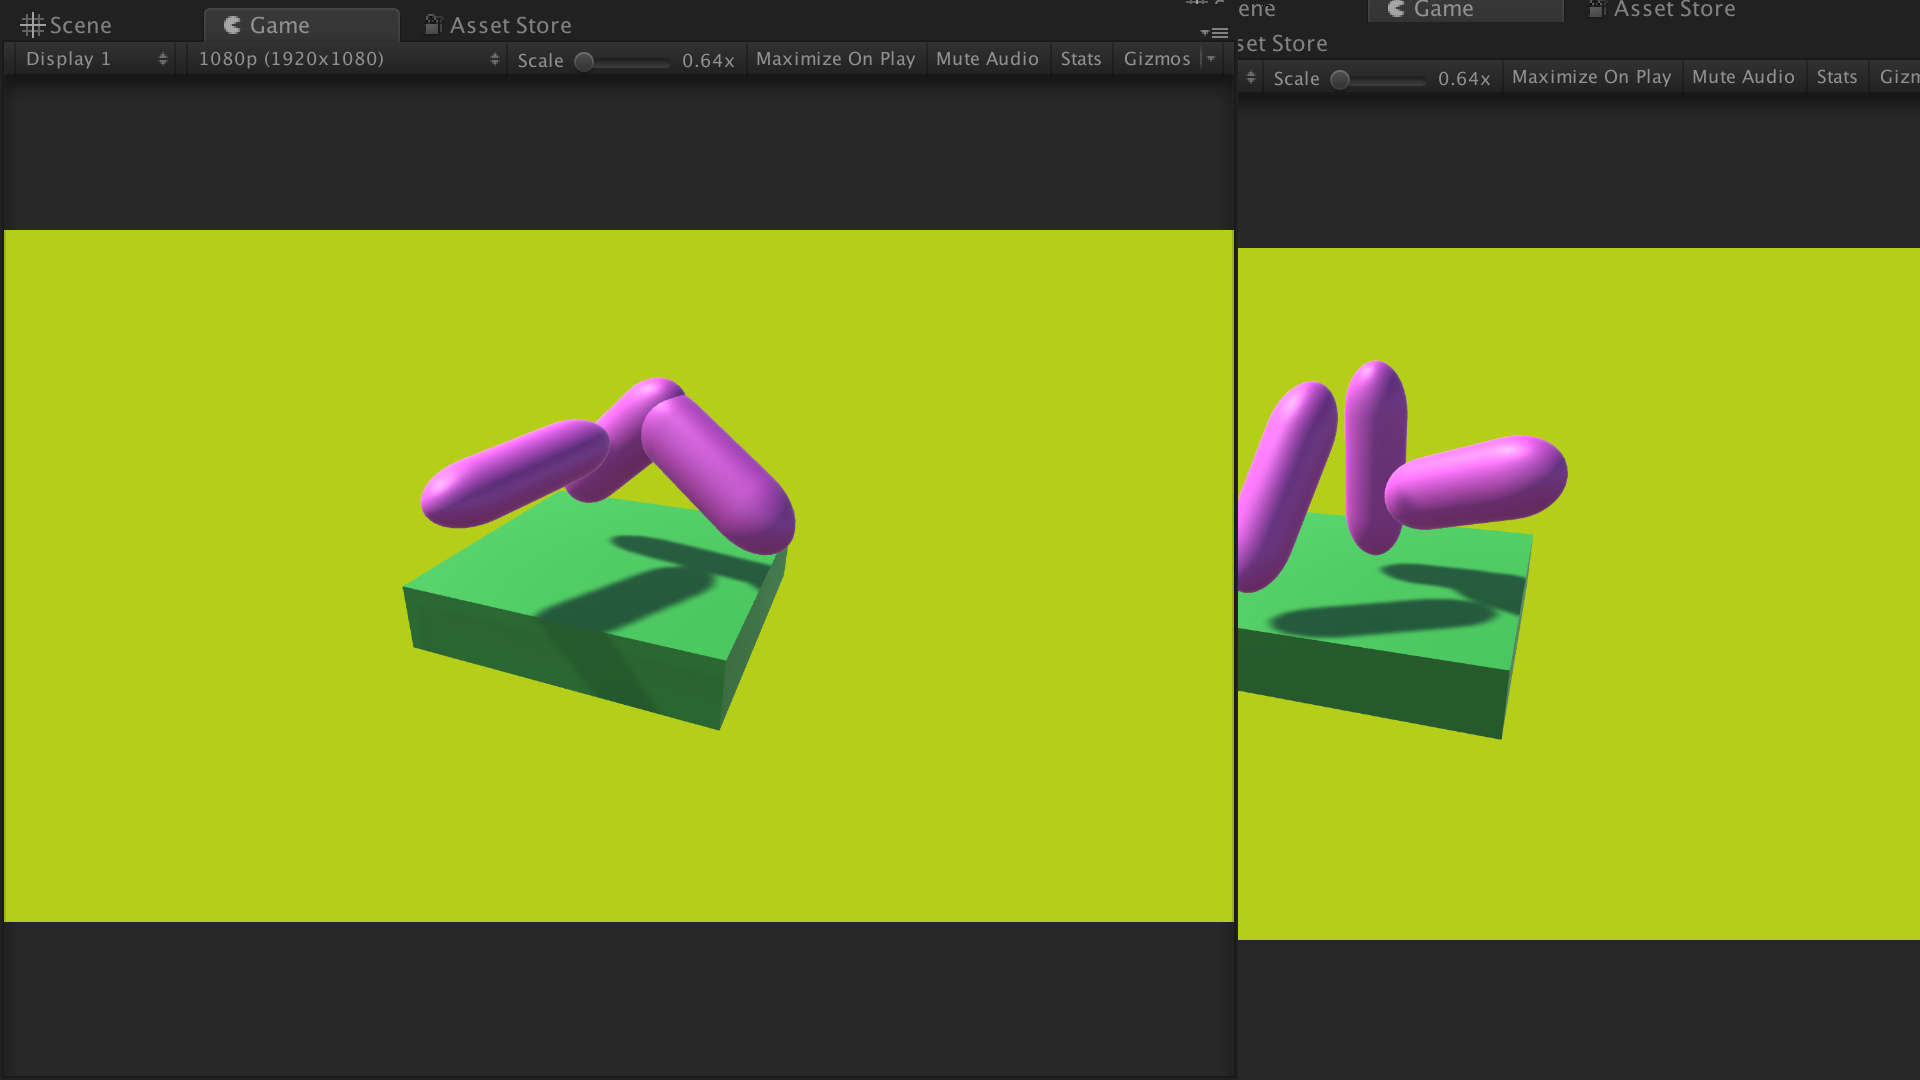 Scene Game Asset Store
Display 1 1080p (1920x1080) Scale 0.64x Maximize On Play Mute Audio Stats Gizmos
ene Game Asset Store
set Store
Scale 0.64x Maximize On Play Mute Audio Stats Gizm